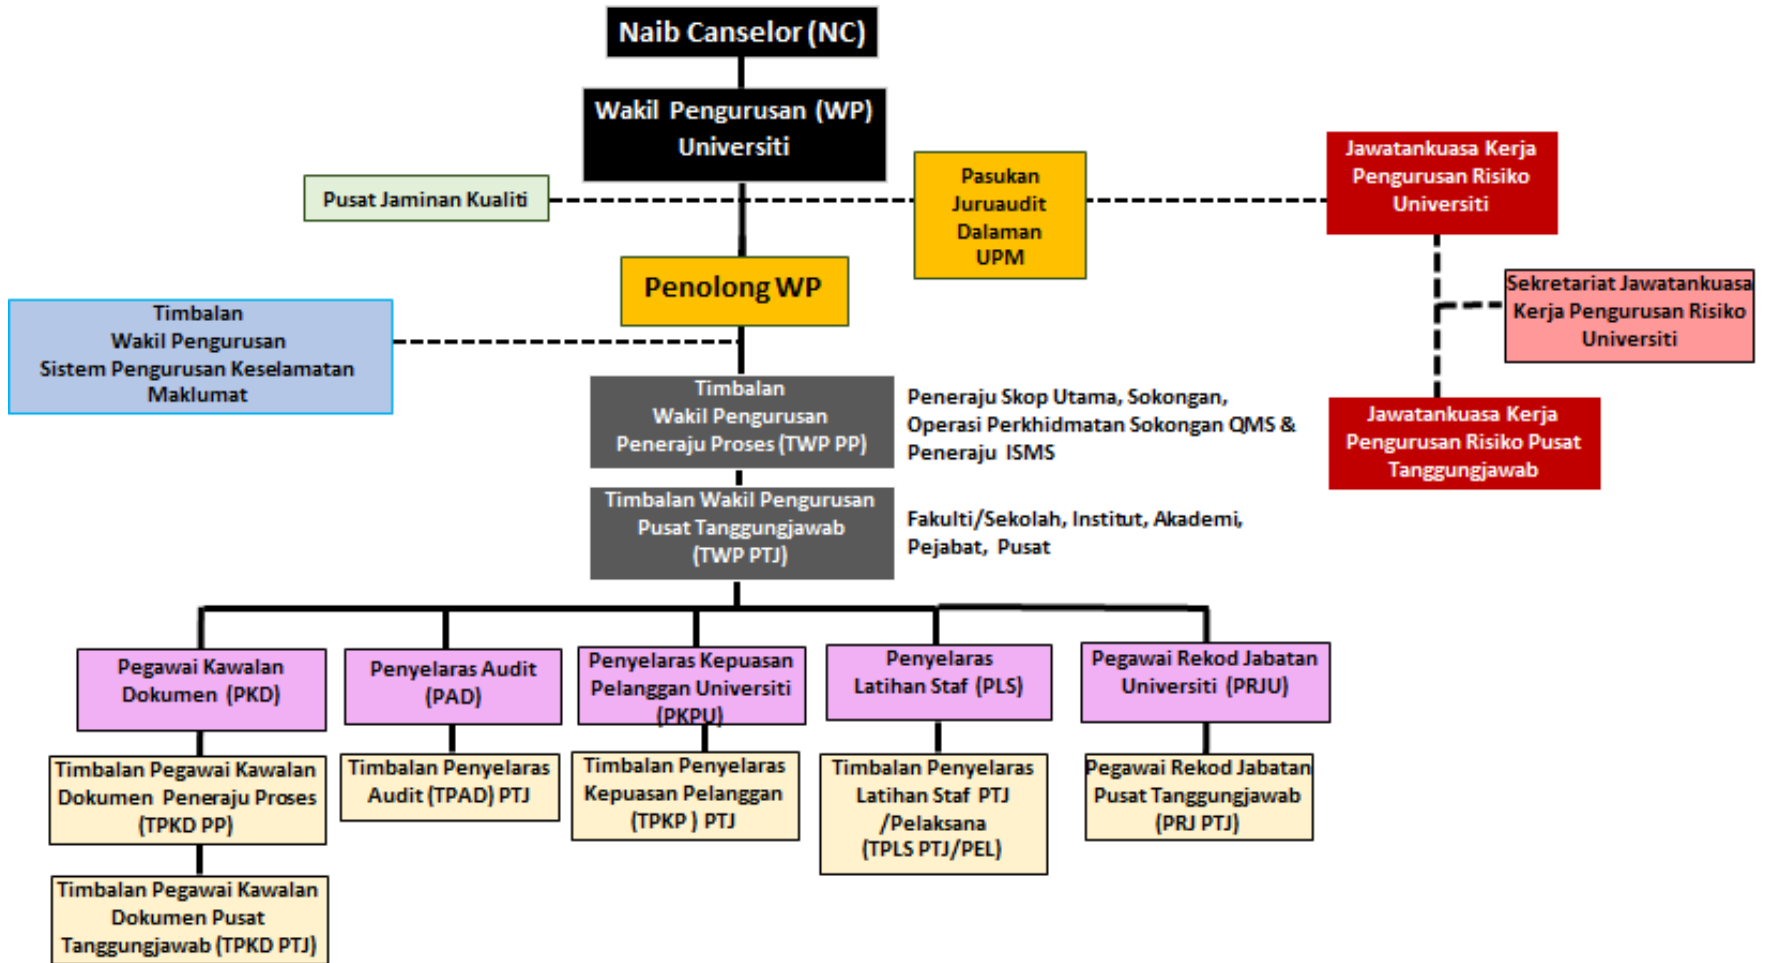 Naib Canselor (NC)
Wakil Pengurusan (WP)
Universiti
Pusat Jaminan Kualiti
Pasukan
Juruaudit
Dalaman
UPM
Jawatankuasa Kerja
Pengurusan Risiko
Universiti
Penolong WP
Sekretariat Jawatankuasa
Kerja Pengurusan Risiko
Universiti
Timbalan
Wakil Pengurusan
Sistem Pengurusan Keselamatan
Maklumat
Timbalan
Wakil Pengurusan
Peneraju Proses (TWP PP)
Peneraju Skop Utama, Sokongan,
Operasi Perkhidmatan Sokongan QMS &
Peneraju ISMS
Jawatankuasa Kerja
Pengurusan Risiko Pusat
Tanggungjawab
Timbalan Wakil Pengurusan
Pusat Tanggungjawab
(TWP PTJ)
Fakulti/Sekolah, Institut, Akademi,
Pejabat, Pusat
Pegawai Kawalan
Dokumen (PKD)
Penyelaras Audit
(PAD)
Penyelaras Kepuasan
Pelanggan Universiti
(PKPU)
Penyelaras
Latihan Staf (PLS)
Pegawai Rekod Jabatan
Universiti (PRJU)
Timbalan Pegawai Kawalan
Dokumen Peneraju Proses
(TPKD PP)
Timbalan Penyelaras
Audit (TPAD) PTJ
Timbalan Penyelaras
Kepuasan Pelanggan
(TPKP ) PTJ
Timbalan Penyelaras
Latihan Staf PTJ
/Pelaksana
(TPLS PTJ/PEL)
Pegawai Rekod Jabatan
Pusat Tanggungjawab
(PRJ PTJ)
Timbalan Pegawai Kawalan
Dokumen Pusat
Tanggungjawab (TPKD PTJ)